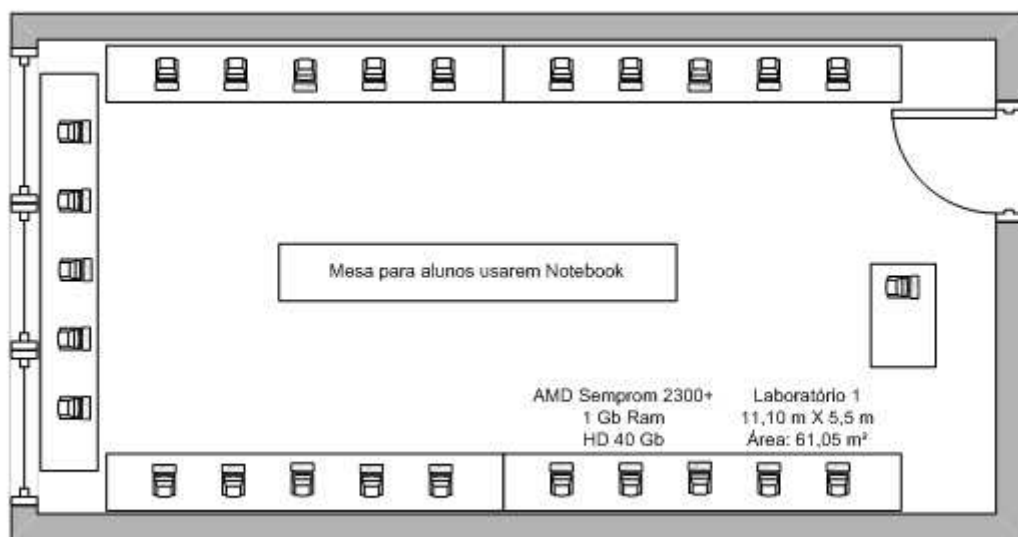 Mesa para alunos usarem Notebook
AMD Semprom 2300+
1 Gb Ram
HD 40 Gb
Laboratório 1
11,10 m X 5,5 m
Área: 61,05 m²